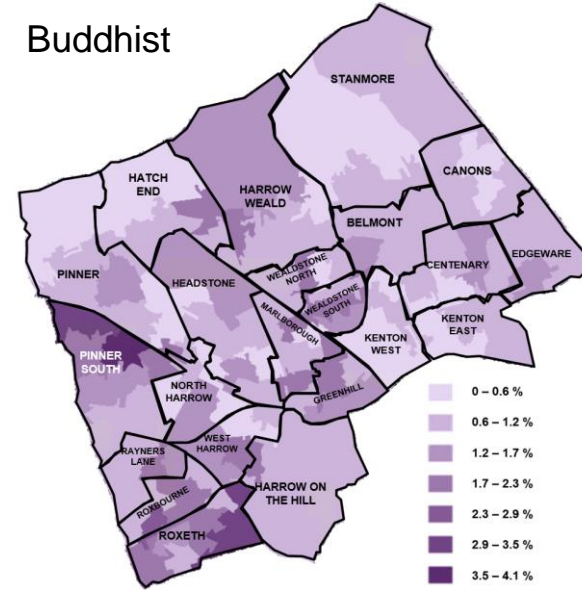 Buddhist
STANMORE
HATCH
END
HARROW
WEALD
CANONS
BELMONT
EDGEWARE
PINNER
HEADSTONE
WEALDSTONE
NORTH
CENTENARY
WEALDSTONE
SOUTH
MARLBOROUGH
KENTON
WEST
KENTON
EAST
PINNER
SOUTH
NORTH
HARROW
GREENHILL
RAYNERS
LANE
WEST
HARROW
ROXBOURNE
HARROW ON
THE HILL
ROXETH
0 – 0.6 %
0.6 – 1.2 %
1.2 – 1.7 %
1.7 – 2.3 %
2.3 – 2.9 %
2.9 – 3.5 %
3.5 – 4.1 %